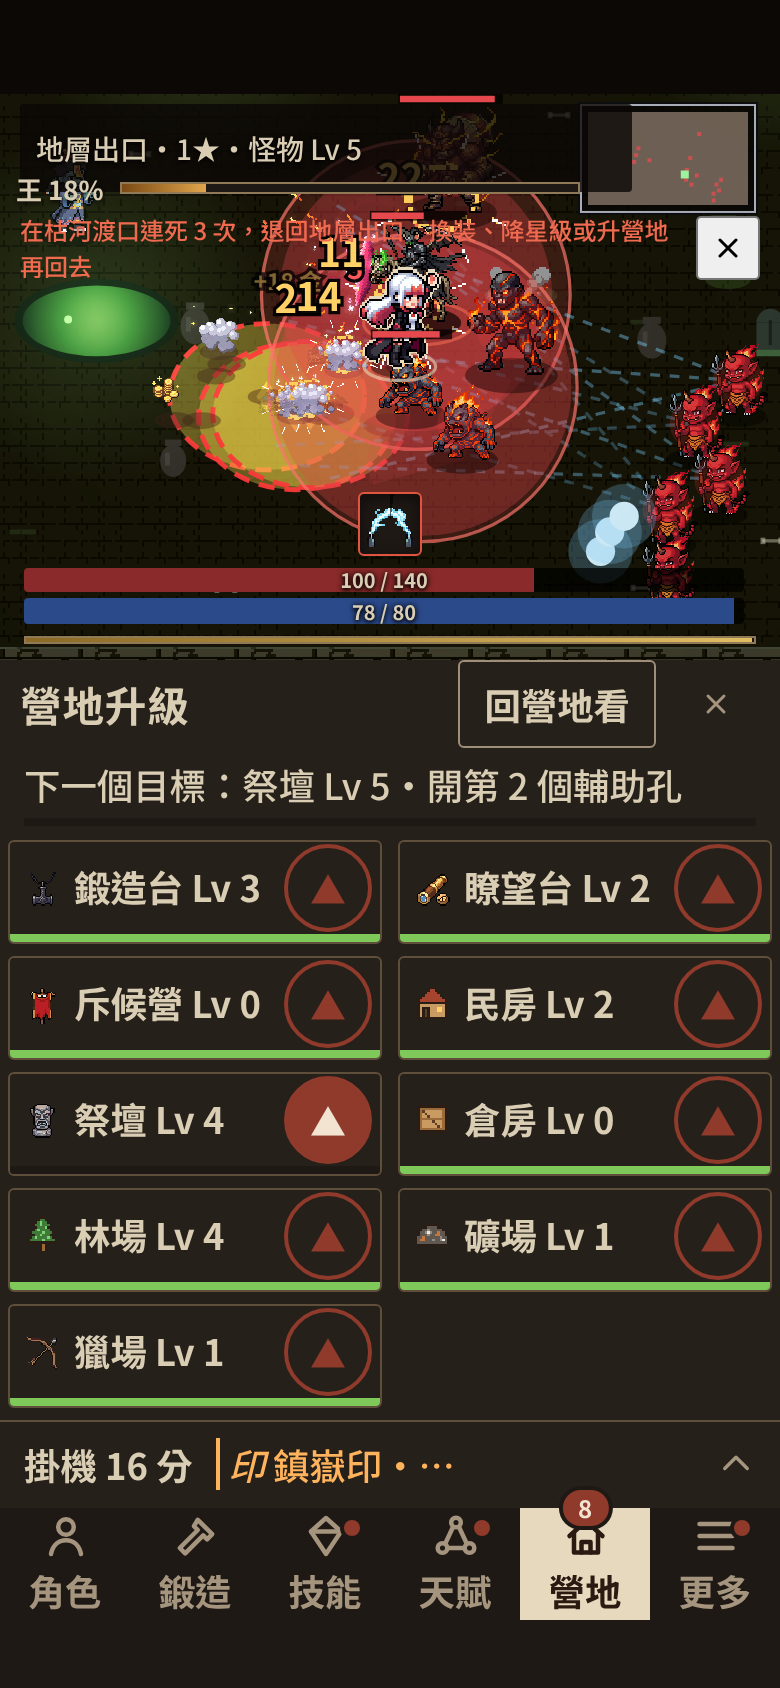 地層出口・1★・怪物 Lv 5
22
王 18%
在枯河渡口連死 3 次，退回地層出口。換裝、降星級或升營地
再回去
11
214
100 / 140
78 / 80
營地升級
回營地看
下一個目標：祭壇 Lv 5・開第 2 個輔助孔
鍛造台 Lv 3
瞭望台 Lv 2
斥候營 Lv 0
民房 Lv 2
祭壇 Lv 4
倉房 Lv 0
林場 Lv 4
礦場 Lv 1
獵場 Lv 1
掛機 16 分
印 鎮嶽印・…
8
角色
鍛造
技能
天賦
營地
更多